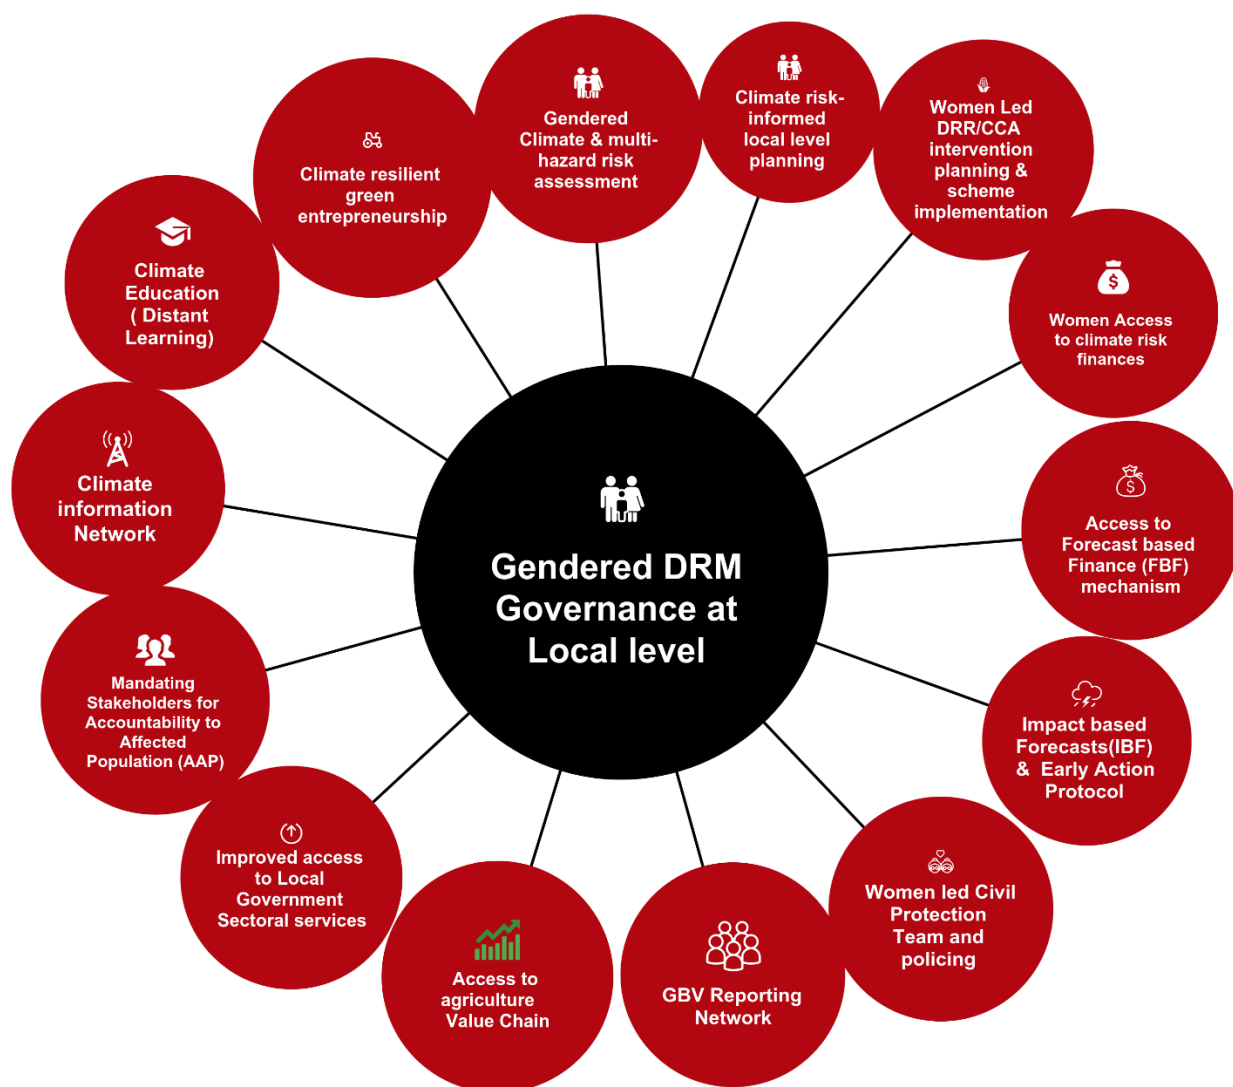 Gendered DRM
Governance at
Local level
Gendered
Climate & multi-
hazard risk
assessment
Climate risk-
informed
local level
planning
Women Led
DRR/CCA
intervention
planning &
scheme
implementation
Women Access
to climate risk
finances
Access to
Forecast based
Finance (FBF)
mechanism
Impact based
Forecasts(IBF)
& Early Action
Protocol
Women led Civil
Protection
Team and
policing
GBV Reporting
Network
Access to
agriculture
Value Chain
Improved access
to Local
Government
Sectoral services
Mandating
Stakeholders for
Accountability to
Affected
Population (AAP)
Climate
information
Network
Climate
Education
( Distant
Learning)
Climate resilient
green
entrepreneurship